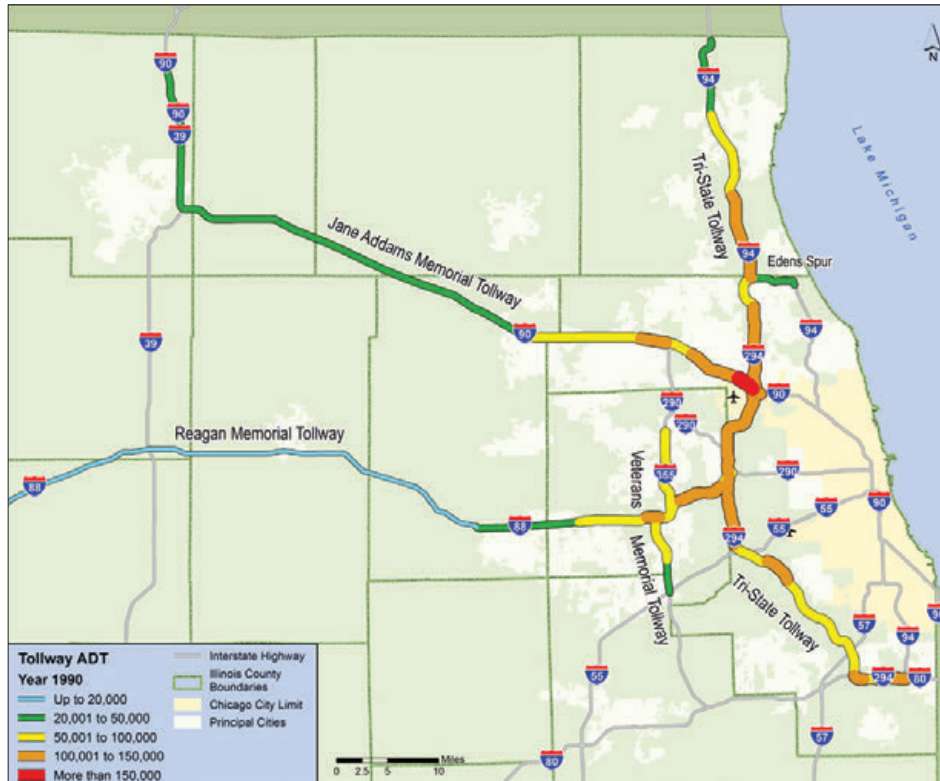 90
94
N
90
39
Lake Michigan
Tri-State Tollway
Jane Addams Memorial Tollway
94
Edens Spur
90
94
39
294
290
90
Reagan Memorial Tollway
290
Veterans
Memorial Tollway
355
290
88
90
88
55
294
55
Tri-State Tollway
57
94
55
294
80
57
80
Tollway ADT
Year 1990
Up to 20,000
20,001 to 50,000
50,001 to 100,000
100,001 to 150,000
More than 150,000
Interstate Highway
Illinois County
Boundaries
Chicago City Limit
Principal Cities
Miles
0 2.5 5 10